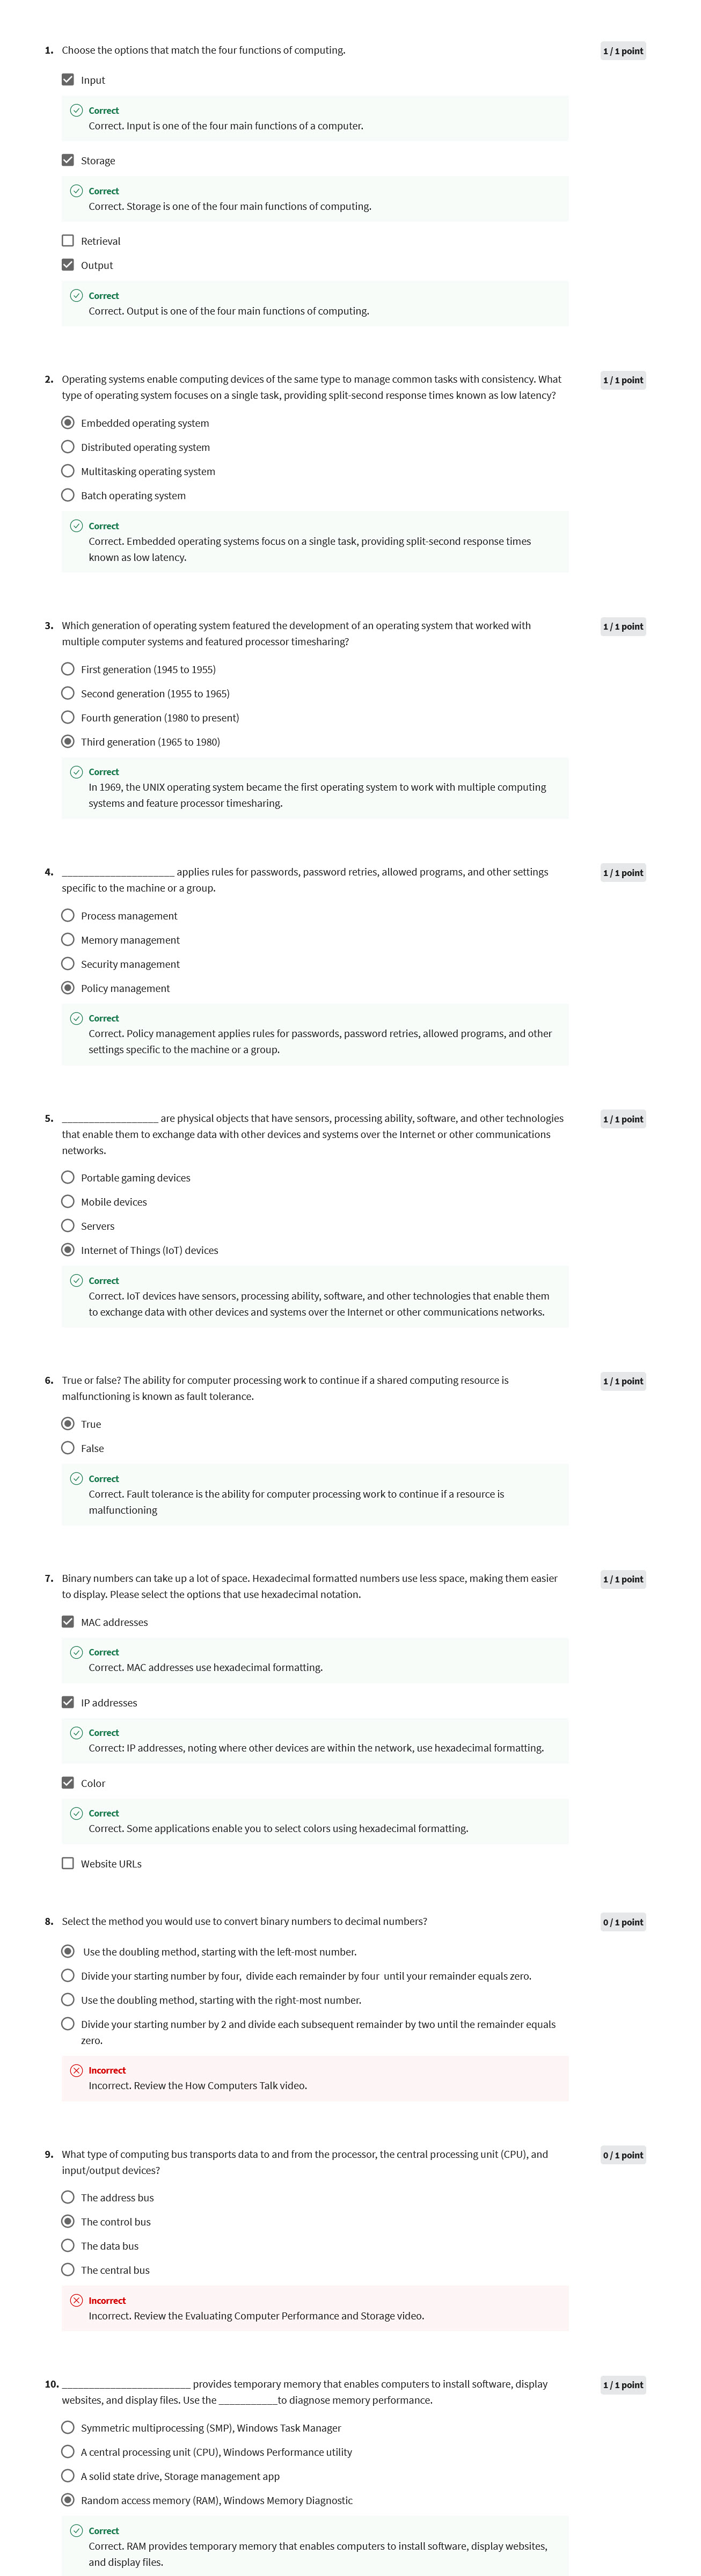 1. Choose the options that match the four functions of computing.
1 / 1 point
Input
Correct
Correct. Input is one of the four main functions of a computer.
Storage
Correct
Correct. Storage is one of the four main functions of computing.
Retrieval
Output
Correct
Correct. Output is one of the four main functions of computing.
2. Operating systems enable computing devices of the same type to manage common tasks with consistency. What
type of operating system focuses on a single task, providing split-second response times known as low latency?
1 / 1 point
Embedded operating system
Distributed operating system
Multitasking operating system
Batch operating system
Correct
Correct. Embedded operating systems focus on a single task, providing split-second response times
known as low latency.
3. Which generation of operating system featured the development of an operating system that worked with
multiple computer systems and featured processor timesharing?
1 / 1 point
First generation (1945 to 1955)
Second generation (1955 to 1965)
Fourth generation (1980 to present)
Third generation (1965 to 1980)
Correct
In 1969, the UNIX operating system became the first operating system to work with multiple computing
systems and feature processor timesharing.
4. _____________________ applies rules for passwords, password retries, allowed programs, and other settings
specific to the machine or a group.
1 / 1 point
Process management
Memory management
Security management
Policy management
Correct
Correct. Policy management applies rules for passwords, password retries, allowed programs, and other
settings specific to the machine or a group.
5. __________________ are physical objects that have sensors, processing ability, software, and other technologies
that enable them to exchange data with other devices and systems over the Internet or other communications
networks.
1 / 1 point
Portable gaming devices
Mobile devices
Servers
Internet of Things (IoT) devices
Correct
Correct. IoT devices have sensors, processing ability, software, and other technologies that enable them
to exchange data with other devices and systems over the Internet or other communications networks.
6. True or false? The ability for computer processing work to continue if a shared computing resource is
malfunctioning is known as fault tolerance.
1 / 1 point
True
False
Correct
Correct. Fault tolerance is the ability for computer processing work to continue if a resource is
malfunctioning
7. Binary numbers can take up a lot of space. Hexadecimal formatted numbers use less space, making them easier
to display. Please select the options that use hexadecimal notation.
1 / 1 point
MAC addresses
Correct
Correct. MAC addresses use hexadecimal formatting.
IP addresses
Correct
Correct: IP addresses, noting where other devices are within the network, use hexadecimal formatting.
Color
Correct
Correct. Some applications enable you to select colors using hexadecimal formatting.
Website URLs
8. Select the method you would use to convert binary numbers to decimal numbers?
0 / 1 point
Use the doubling method, starting with the left-most number.
Divide your starting number by four, divide each remainder by four until your remainder equals zero.
Use the doubling method, starting with the right-most number.
Divide your starting number by 2 and divide each subsequent remainder by two until the remainder equals
zero.
Incorrect
Incorrect. Review the How Computers Talk video.
9. What type of computing bus transports data to and from the processor, the central processing unit (CPU), and
input/output devices?
0 / 1 point
The address bus
The control bus
The data bus
The central bus
Incorrect
Incorrect. Review the Evaluating Computer Performance and Storage video.
10. ________________________ provides temporary memory that enables computers to install software, display
websites, and display files. Use the ___________to diagnose memory performance.
1 / 1 point
Symmetric multiprocessing (SMP), Windows Task Manager
A central processing unit (CPU), Windows Performance utility
A solid state drive, Storage management app
Random access memory (RAM), Windows Memory Diagnostic
Correct
Correct. RAM provides temporary memory that enables computers to install software, display websites,
and display files.